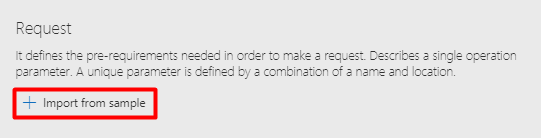 Request
It defines the pre-requirements needed in order to make a request. Describes a single operation
parameter. A unique parameter is defined by a combination of a name and location.
+ Import from sample